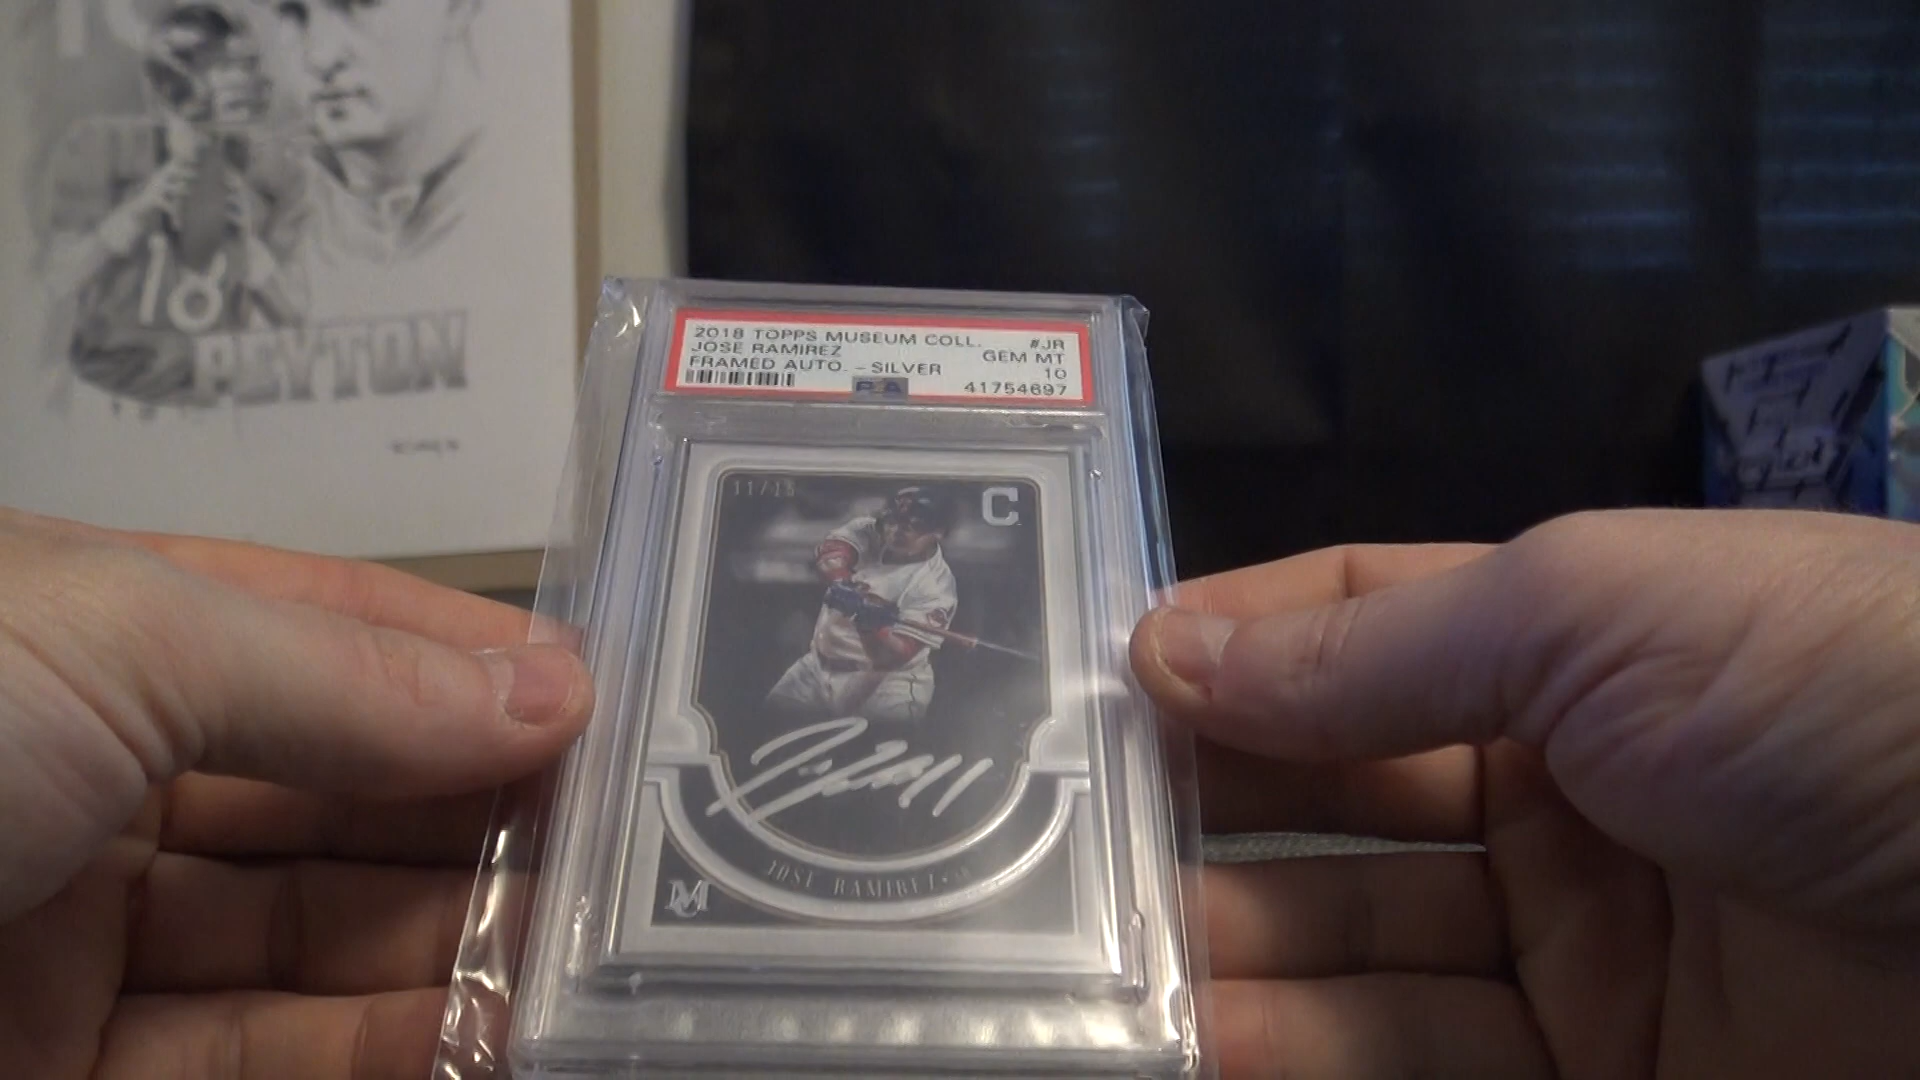 18
PEYTON
2018 TOPPS MUSEUM COLL. #JR
JOSE RAMIREZ GEM MT
FRAMED AUTO. - SILVER 10
PSA 41754697
11/15
C
JOSE RAMIREZ
MC